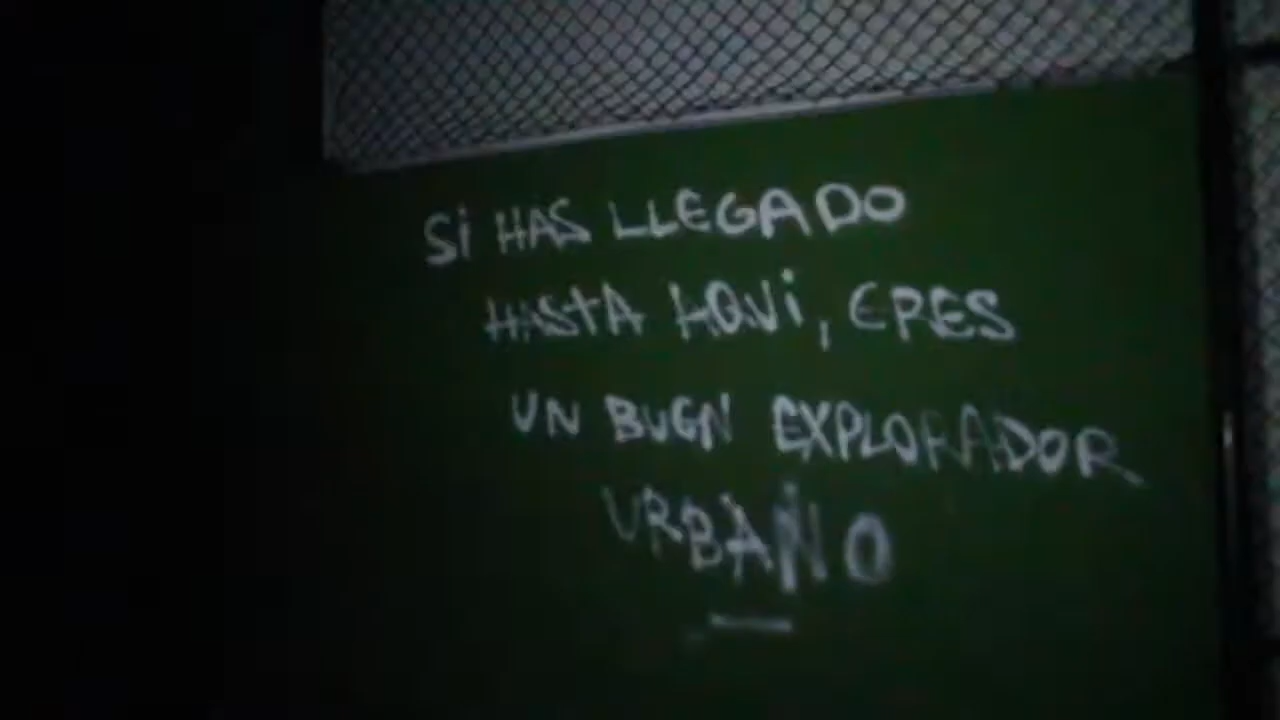 Si HAS LLEGADO
HASTA AQUi, ERES
UN BUEN EXPLORADOR
URBANO